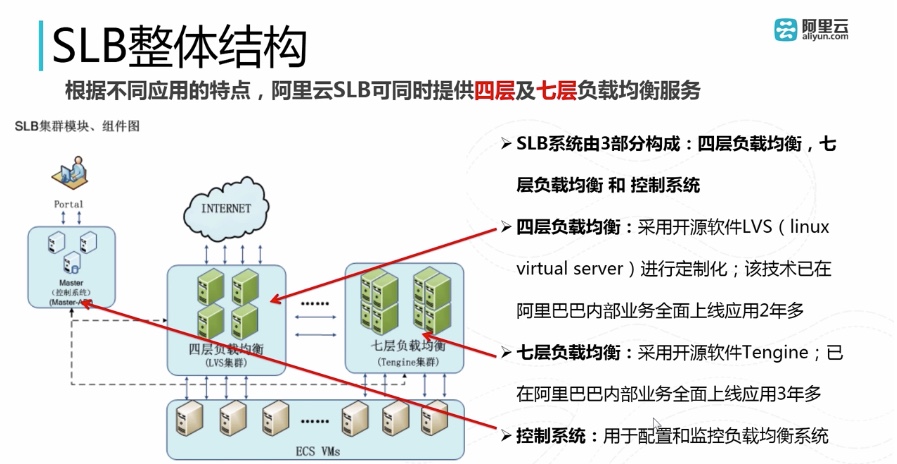 SLB整体结构
阿里云
aliyun.com
根据不同应用的特点，阿里云SLB可同时提供四层及七层负载均衡服务
SLB集群模块、组件图
Portal
Master
（控制系统）
INTERNET
......
四层负载均衡
(LVS集群)
七层负载均衡
(Tengine集群)
......
ECS VMs
➢ SLB系统由3部分构成：四层负载均衡，七
层负载均衡 和 控制系统
➢ 四层负载均衡：采用开源软件LVS（linux
virtual server）进行定制化；该技术已在
阿里巴巴内部业务全面上线应用2年多
➢ 七层负载均衡：采用开源软件Tengine；已
在阿里巴巴内部业务全面上线应用3年多
➢ 控制系统：用于配置和监控负载均衡系统